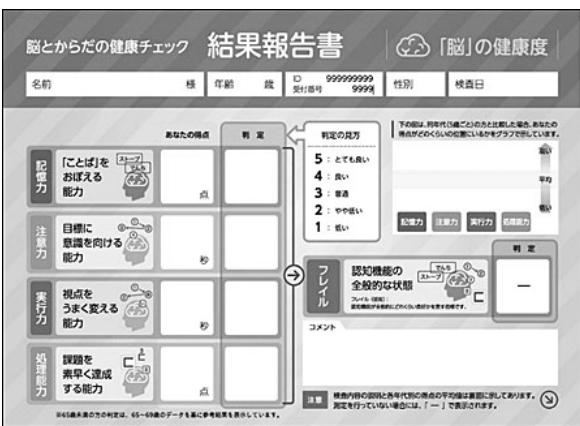 脳とからだの健康チェック 結果報告書 「脳」の健康度
名前 様 年齢 歳 ID 9999999999 受付番号 9999 性別 検査日
あなたの得点 判定
記憶力
「ことば」を
おぼえる
能力
ストーブ
でんち
点
注意力
目標に
意識を向ける
能力
秒
実行力
視点を
うまく変える
能力
秒
処理能力
課題を
素早く達成
する能力
点
※65歳未満の方の判定は、65〜69歳のデータを基に参考結果を表示しています。
判定の見方
5：とても良い
4：良い
3：普通
2：やや低い
1：低い
下の図は、同年代(5歳ごと)の方と比較した場合、あなたの
得点がどのくらいの位置にいるかをグラフで示しています。
高い
平均
低い
記憶力 注意力 実行力 処理能力
判定
フレイル
認知機能の
全般的な状態
でんち
ストーブ
フレイル（認知）：
ー
コメント
注意
検査内容の説明と各年代別の得点の平均値は裏面に示してあります。
測定を行っていない場合には、「ー」で表示されます。